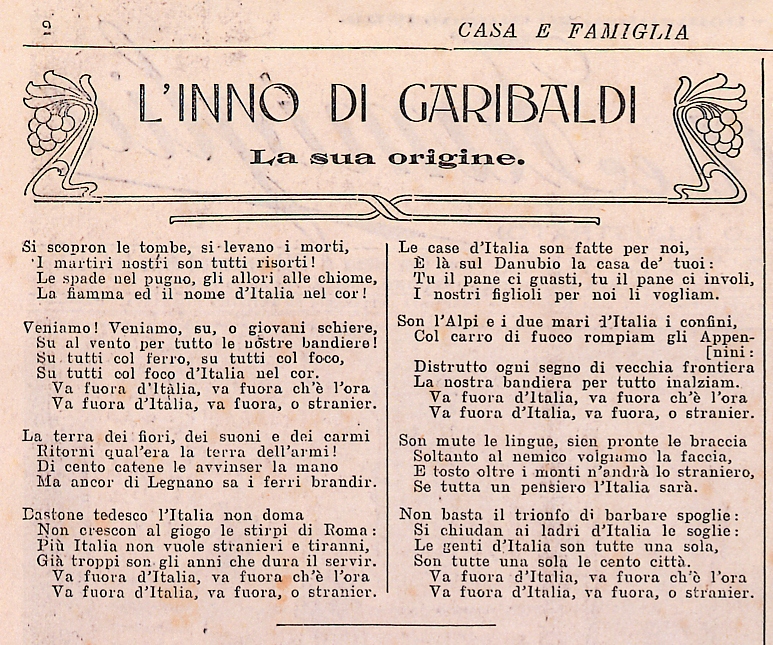 19
CASA E FAMIGLIA
L'INNO DI GARIBALDI
La sua origine.
Si scopron le tombe, si levano i morti,
I martiri nostri son tutti risorti!
Le spade nel pugno, gli allori alle chiome,
La fiamma ed il nome d'Italia nel cor!
Veniamo! Veniamo, su, o giovani schiere,
Su al vento per tutto le nostre bandiere!
Su tutti col ferro, su tutti col foco,
Su tutti col foco d'Italia nel cor.
Va fuora d'Itàlia, va fuora ch'è l'ora
Va fuora d'Italia, va fuora, o stranier.
La terra dei fiori, dei suoni e dei carmi
Ritorni qual'era la terra dell'armi!
Di cento catene le avvinser la mano
Ma ancor di Legnano sa i ferri brandir.
Bastone tedesco l'Italia non doma
Non crescon al giogo le stirpi di Roma:
Più Italia non vuole stranieri e tiranni,
Già troppi son gli anni che dura il servir.
Va fuora d'Italia, va fuora ch'è l'ora
Va fuora d'Italia, va fuora, o stranier.
Le case d'Italia son fatte per noi,
È là sul Danubio la casa de' tuoi:
Tu il pane ci guasti, tu il pane ci involi,
I nostri figlioli per noi li vogliam.
Son l'Alpi e i due mari d'Italia i confini,
Col carro di fuoco rompiam gli Appen-
[nini:
Distrutto ogni segno di vecchia frontiera
La nostra bandiera per tutto inalziam.
Va fuora d'Italia, va fuora ch'è l'ora
Va fuora d'Italia, va fuora, o stranier.
Son mute le lingue, sien pronte le braccia
Soltanto al nemico volgiamo la faccia,
E tosto oltre i monti n'andrà lo straniero,
Se tutta un pensiero l'Italia sarà.
Non basta il trionfo di barbare spoglie:
Si chiudan ai ladri d'Italia le soglie:
Le genti d'Italia son tutte una sola,
Son tutte una sola le cento città.
Va fuora d'Italia, va fuora ch'è l'ora
Va fuora d'Italia, va fuora, o stranier.